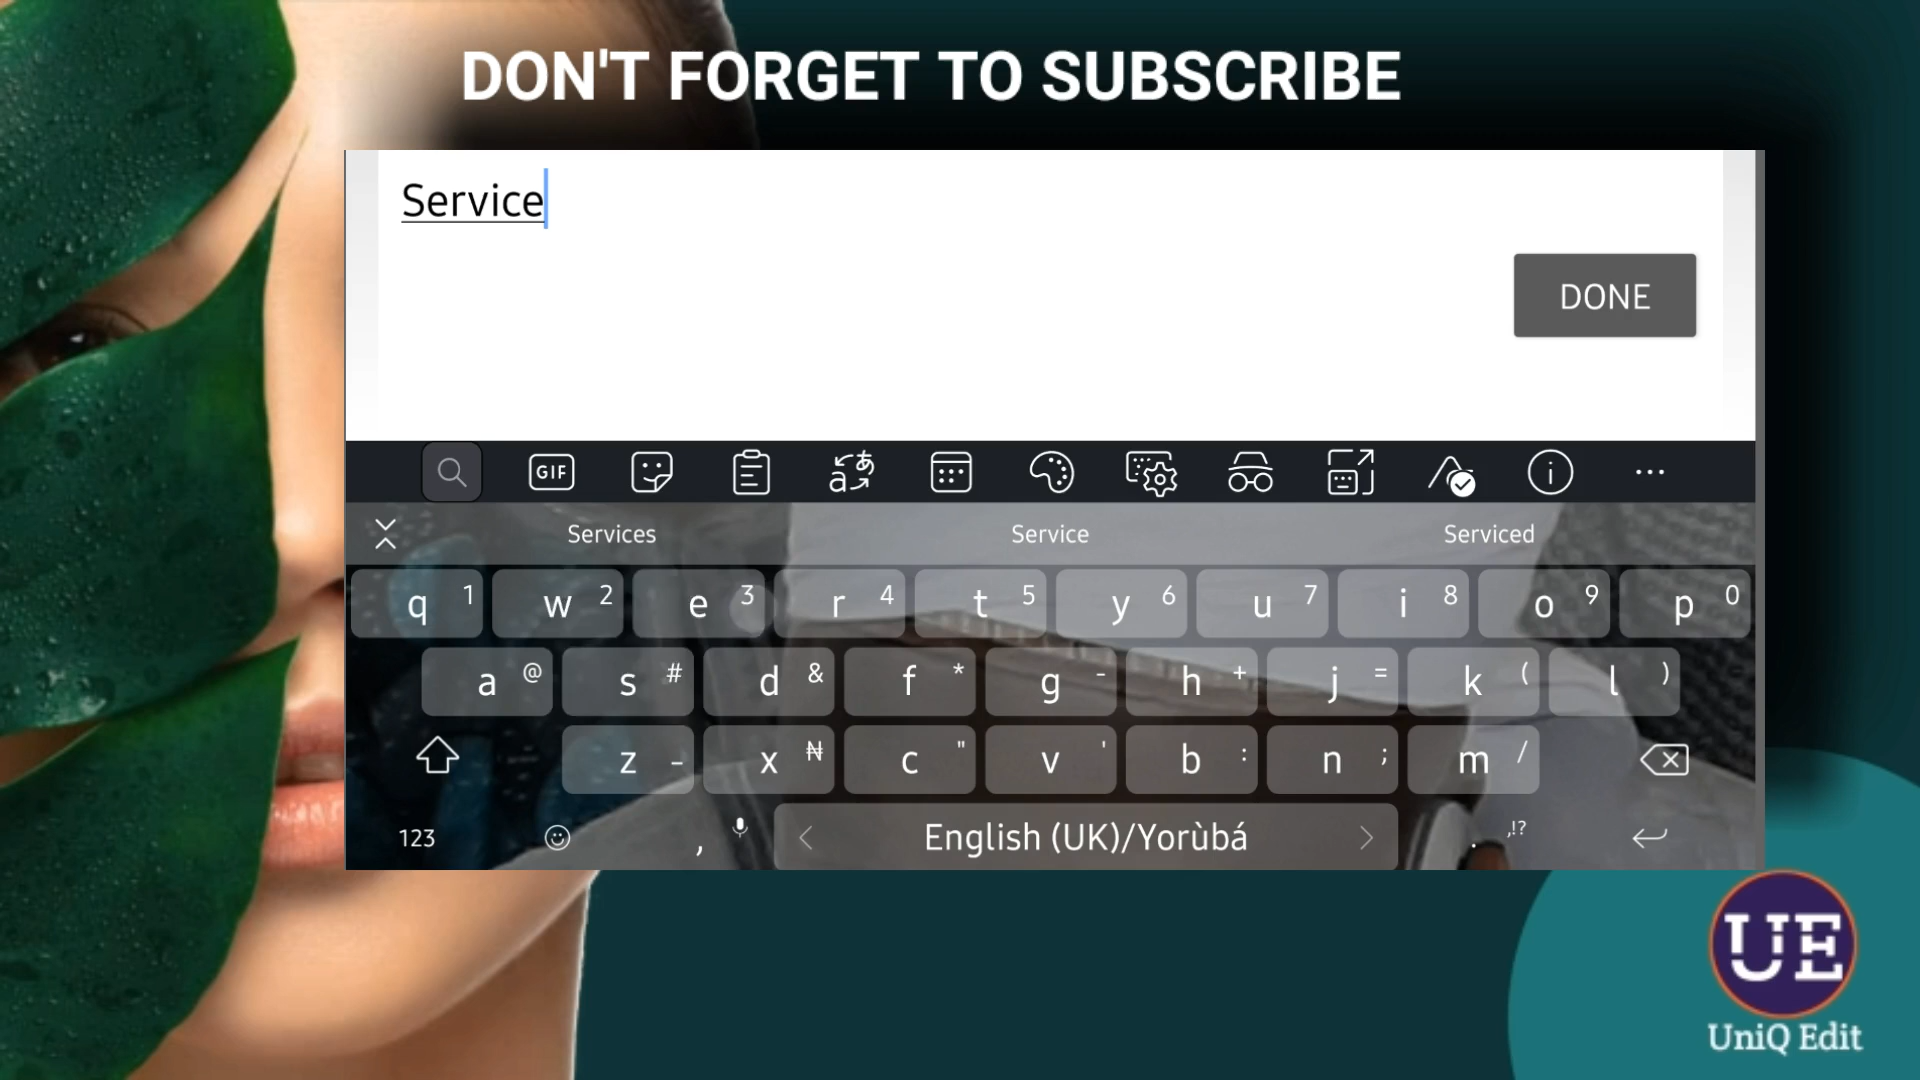 DON'T FORGET TO SUBSCRIBE
Service
DONE
GIF
Services Service Serviced
q 1 w 2 e 3 r 4 t 5 y 6 u 7 i 8 o 9 p 0
a @ s # d & f * g - h + j = k ( l )
z _ x ₦ c " v ' b : n ; m /
123 , < English (UK)/Yorùbá > . ,!?
UE
UniQ Edit